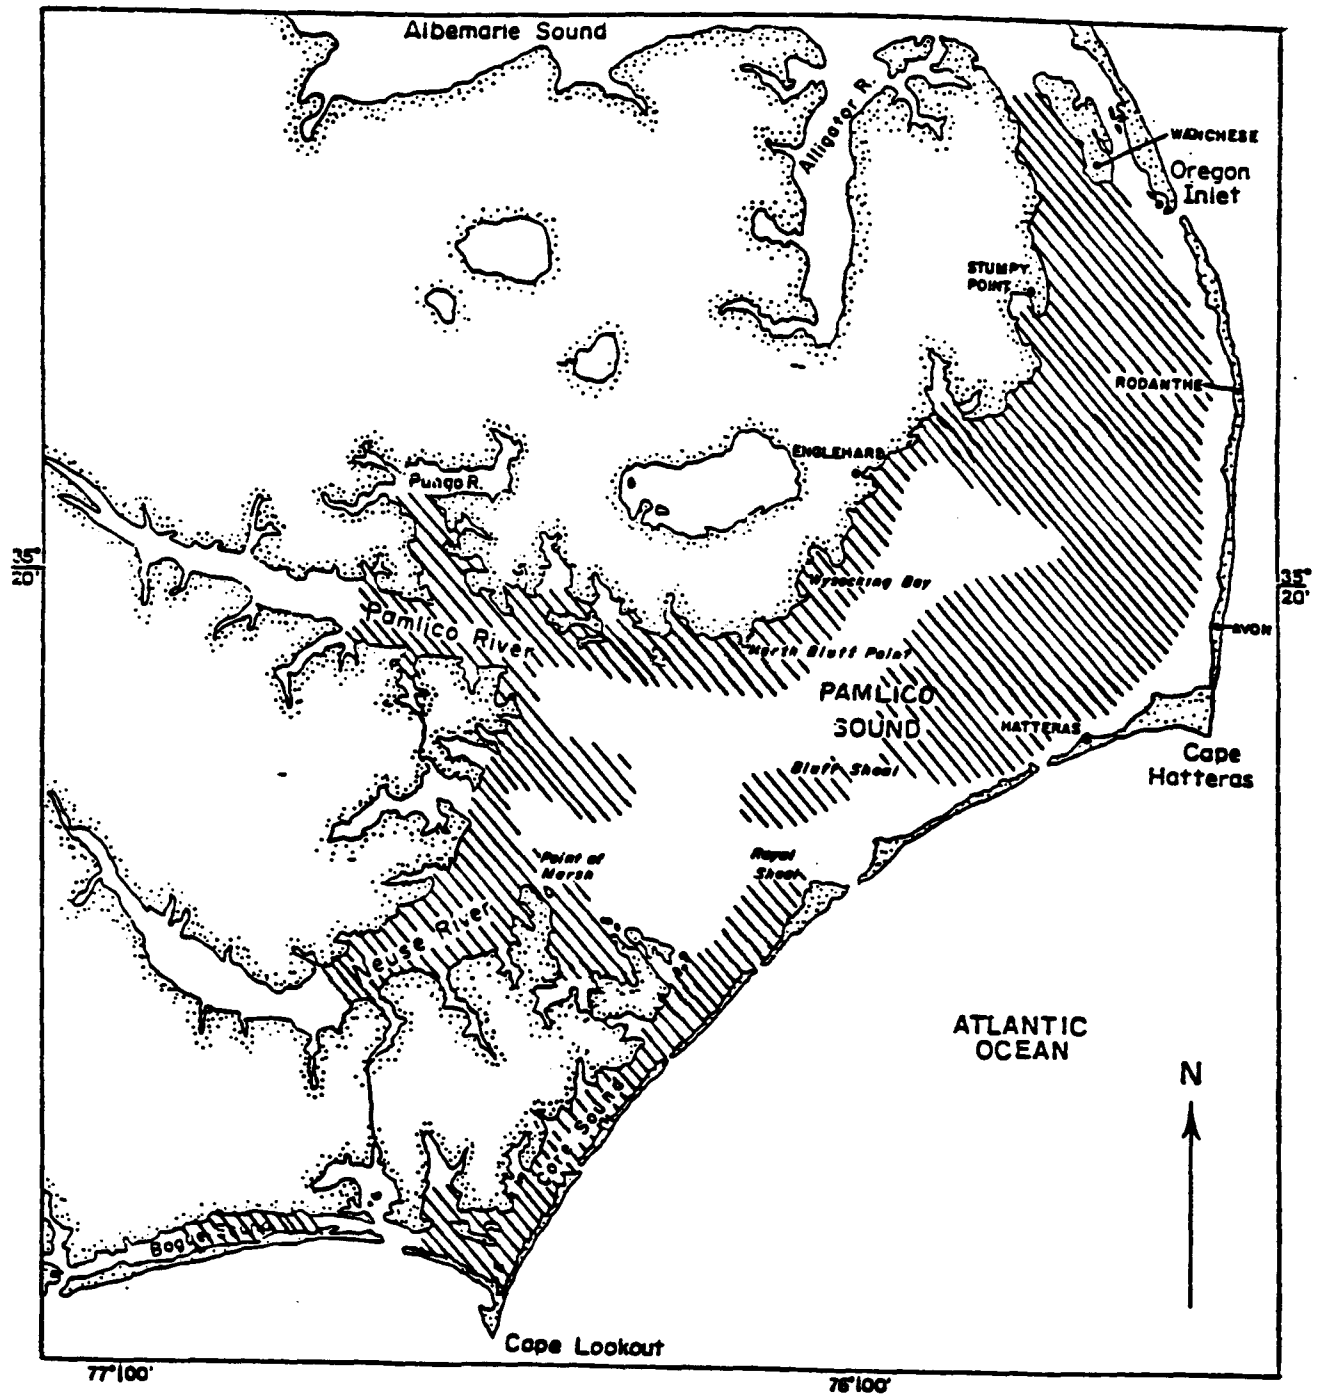 Albemarle Sound
Alligator R.
WANCHESE
Oregon
Inlet
STUMPY
POINT
RODANTHE
ENGLEHARD
Pungo R.
35°
20'
35°
20'
Wysocking Bay
Pamlico River
AVON
North Bluff Point
PAMLICO
SOUND
HATTERAS
Cape
Hatteras
Bluff Shoal
Point of
Marsh
Royal
Shoal
Neuse River
ATLANTIC
OCEAN
N
Core Sound
Bogue Sound
Cape Lookout
77°00'
76°00'